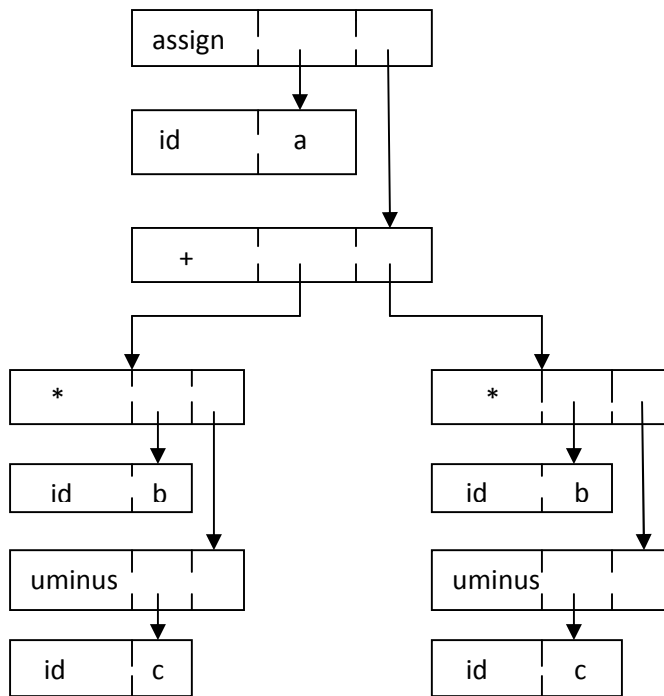 assign
id a
+
* *
id b id b
uminus uminus
id c id c